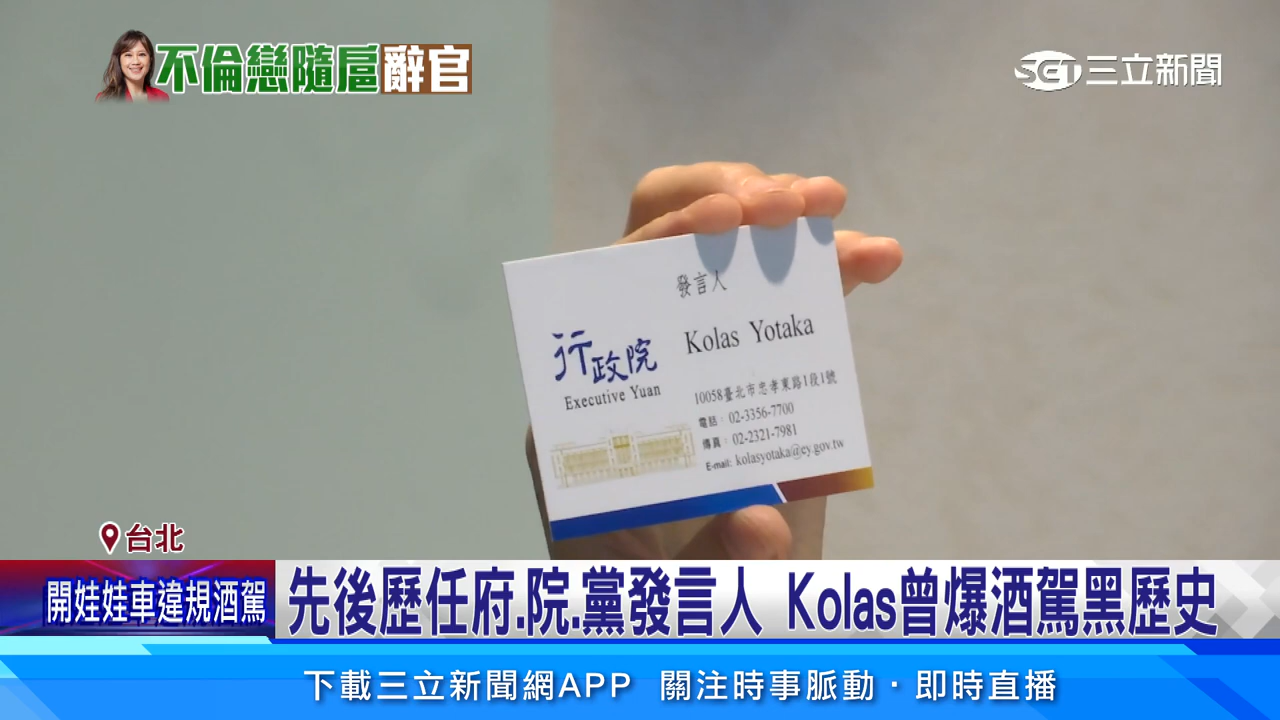 不倫戀隨扈辭官
SET三立新聞
發言人
Kolas Yotaka
行政院
Executive Yuan
10058臺北市忠孝東路1段1號
電話：02-3356-7700
傳真：02-2321-7981
E-mail: kolasyotaka@ey.gov.tw
台北
開娃娃車違規酒駕
先後歷任府.院.黨發言人 Kolas曾爆酒駕黑歷史
下載三立新聞網APP 關注時事脈動．即時直播